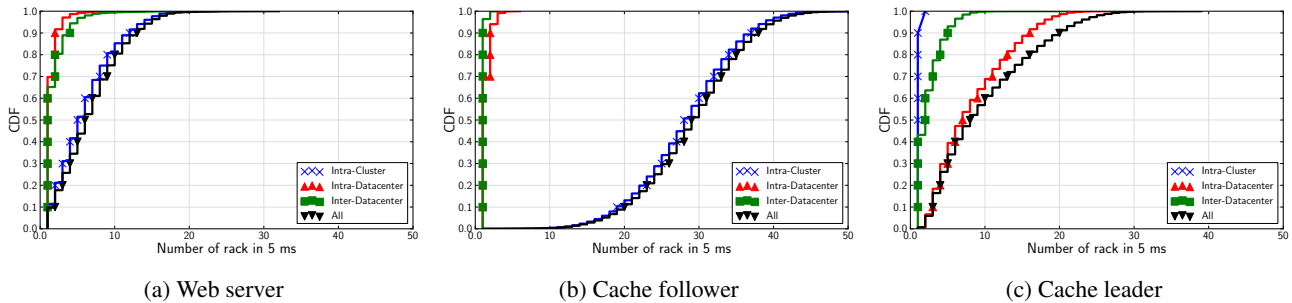 1.0
0.9
0.8
0.7
0.6
0.5
0.4
0.3
0.2
0.1
0.0
CDF
0.0 10 20 30 40 50
Number of rack in 5 ms
Intra-Cluster
Intra-Datacenter
Inter-Datacenter
All
(a) Web server
1.0
0.9
0.8
0.7
0.6
0.5
0.4
0.3
0.2
0.1
0.0
CDF
0 10 20 30 40 50
Number of rack in 5 ms
Intra-Cluster
Intra-Datacenter
Inter-Datacenter
All
(b) Cache follower
1.0
0.9
0.8
0.7
0.6
0.5
0.4
0.3
0.2
0.1
0.0
CDF
0 10 20 30 40 50
Number of rack in 5 ms
Intra-Cluster
Intra-Datacenter
Inter-Datacenter
All
(c) Cache leader